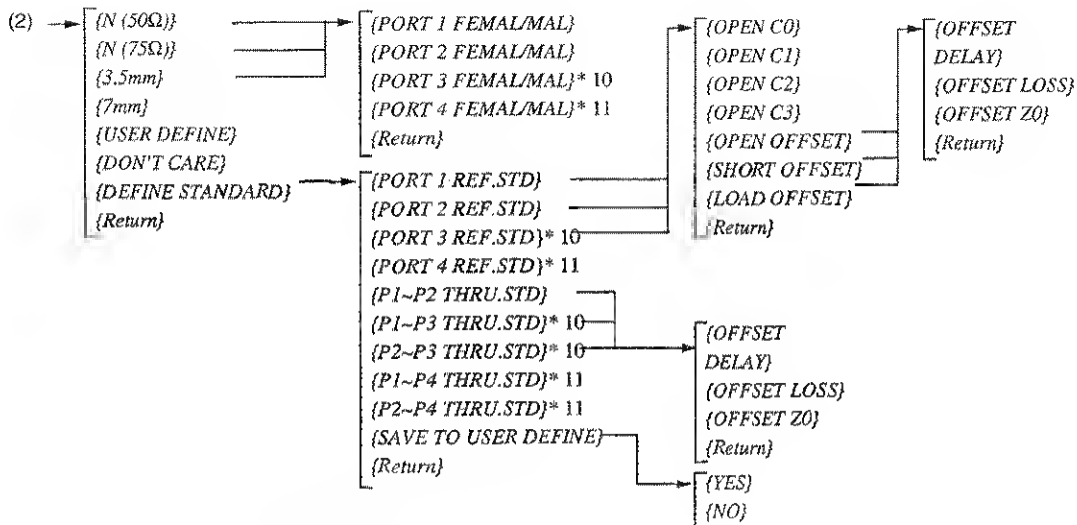 (2)
{N (50Ω)}
{N (75Ω)}
{3.5mm}
{7mm}
{USER DEFINE}
{DON'T CARE}
{DEFINE STANDARD}
{Return}
{PORT 1 FEMAL/MAL}
{PORT 2 FEMAL/MAL}
{PORT 3 FEMAL/MAL}* 10
{PORT 4 FEMAL/MAL}* 11
{Return}
{PORT 1 REF.STD}
{PORT 2 REF.STD}
{PORT 3 REF.STD}* 10
{PORT 4 REF.STD}* 11
{P1~P2 THRU.STD}
{P1~P3 THRU.STD}* 10
{P2~P3 THRU.STD}* 10
{P1~P4 THRU.STD}* 11
{P2~P4 THRU.STD}* 11
{SAVE TO USER DEFINE}
{Return}
{OPEN C0}
{OPEN C1}
{OPEN C2}
{OPEN C3}
{OPEN OFFSET}
{SHORT OFFSET}
{LOAD OFFSET}
{Return}
{OFFSET
DELAY}
{OFFSET LOSS}
{OFFSET Z0}
{Return}
{OFFSET
DELAY}
{OFFSET LOSS}
{OFFSET Z0}
{Return}
{YES}
{NO}